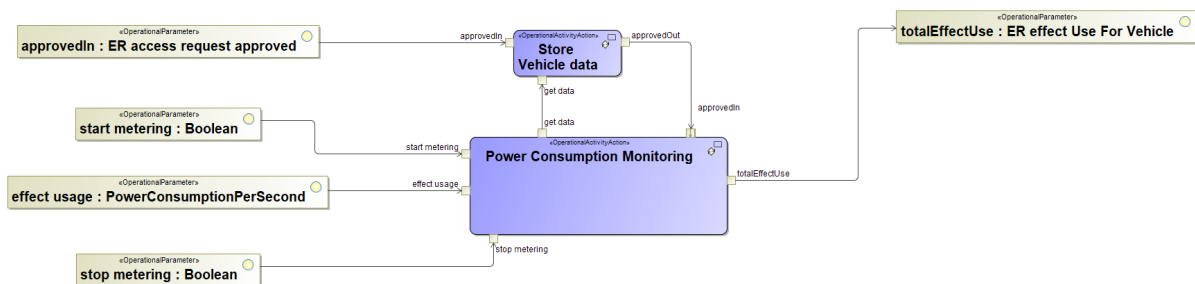 «OperationalParameter»
approvedIn : ER access request approved
approvedIn
«OperationalActivityAction»
Store
Vehicle data
approvedOut
«OperationalParameter»
totalEffectUse : ER effect Use For Vehicle
get data
get data
approvedIn
«OperationalParameter»
start metering : Boolean
start metering
«OperationalActivityAction»
Power Consumption Monitoring
totalEffectUse
«OperationalParameter»
effect usage : PowerConsumptionPerSecond
effect usage
stop metering
«OperationalParameter»
stop metering : Boolean